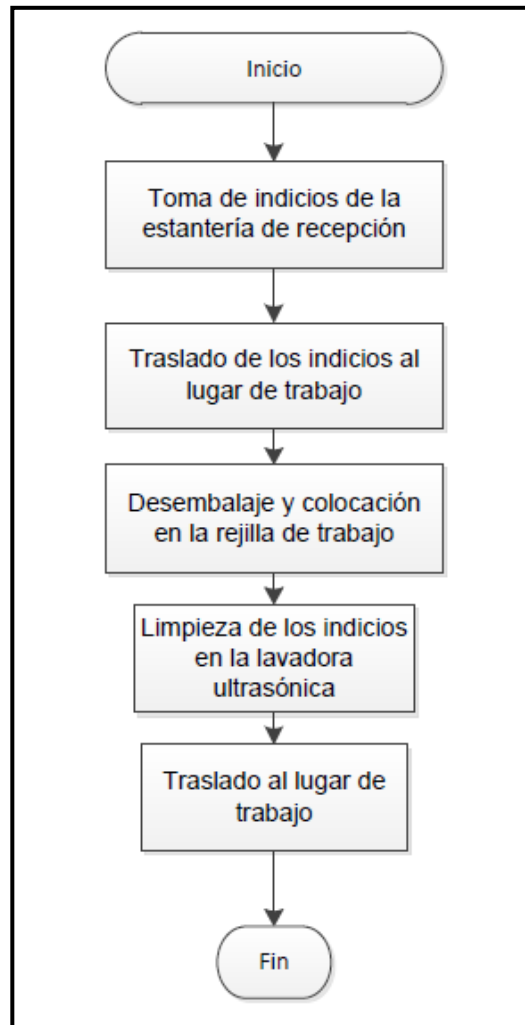 Inicio
Toma de indicios de la
estantería de recepción
Traslado de los indicios al
lugar de trabajo
Desembalaje y colocación
en la rejilla de trabajo
Limpieza de los indicios
en la lavadora
ultrasónica
Traslado al lugar de
trabajo
Fin